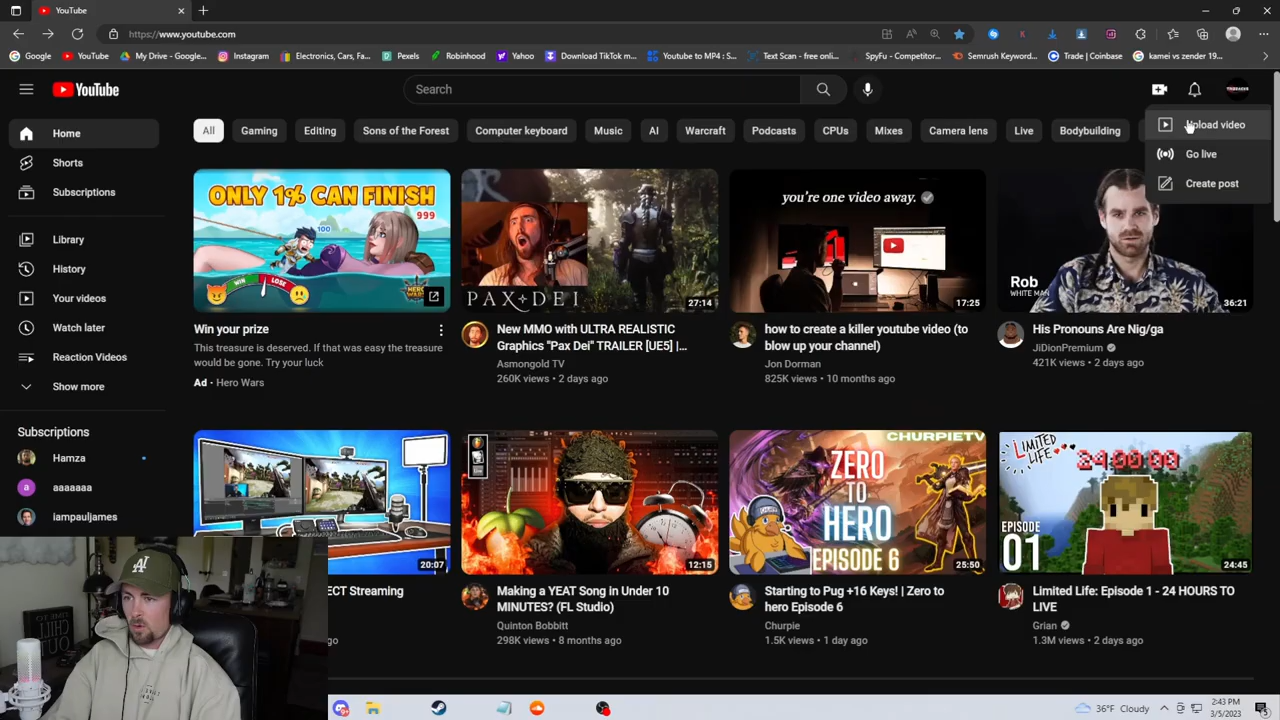 YouTube
https://www.youtube.com
Google
YouTube
My Drive - Google...
Instagram
Electronics, Cars, Fa...
Pexels
Robinhood
Yahoo
Download TikTok m...
Youtube to MP4 : S...
Text Scan - free onli...
SpyFu - Competitor...
Semrush Keyword...
Trade | Coinbase
kamei vs zender 19...
YouTube
Search
Upload video
Go live
Create post
All
Gaming
Editing
Sons of the Forest
Computer keyboard
Music
AI
Warcraft
Podcasts
CPUs
Mixes
Camera lens
Live
Bodybuilding
Home
Shorts
Subscriptions
Library
History
Your videos
Watch later
Reaction Videos
Show more
Subscriptions
Hamza
a
aaaaaaa
iampauljames
ONLY 1% CAN FINISH
999
100
WIN
LOSE
HERO WARS
Win your prize
This treasure is deserved. If that was easy the treasure
would be gone. Try your luck
Ad • Hero Wars
PAX DEI
27:14
New MMO with ULTRA REALISTIC
Graphics "Pax Dei" TRAILER [UE5] |...
Asmongold TV
260K views • 2 days ago
you're one video away.
17:25
how to create a killer youtube video (to
blow up your channel)
Jon Dorman
825K views • 10 months ago
Rob
WHITE MAN
36:21
His Pronouns Are Nig/ga
JiDionPremium
421K views • 2 days ago
20:07
ECT Streaming
go
12:15
Making a YEAT Song in Under 10
MINUTES? (FL Studio)
Quinton Bobbitt
298K views • 8 months ago
CHURPIETV
ZERO
TO
HERO
EPISODE 6
25:50
Starting to Pug +16 Keys! | Zero to
hero Episode 6
Churpie
1.5K views • 1 day ago
LIMITED
LIFE
24:00:00
EPISODE
01
24:45
Limited Life: Episode 1 - 24 HOURS TO
LIVE
Grian
1.3M views • 2 days ago
36°F Cloudy
2:43 PM
3/5/2023